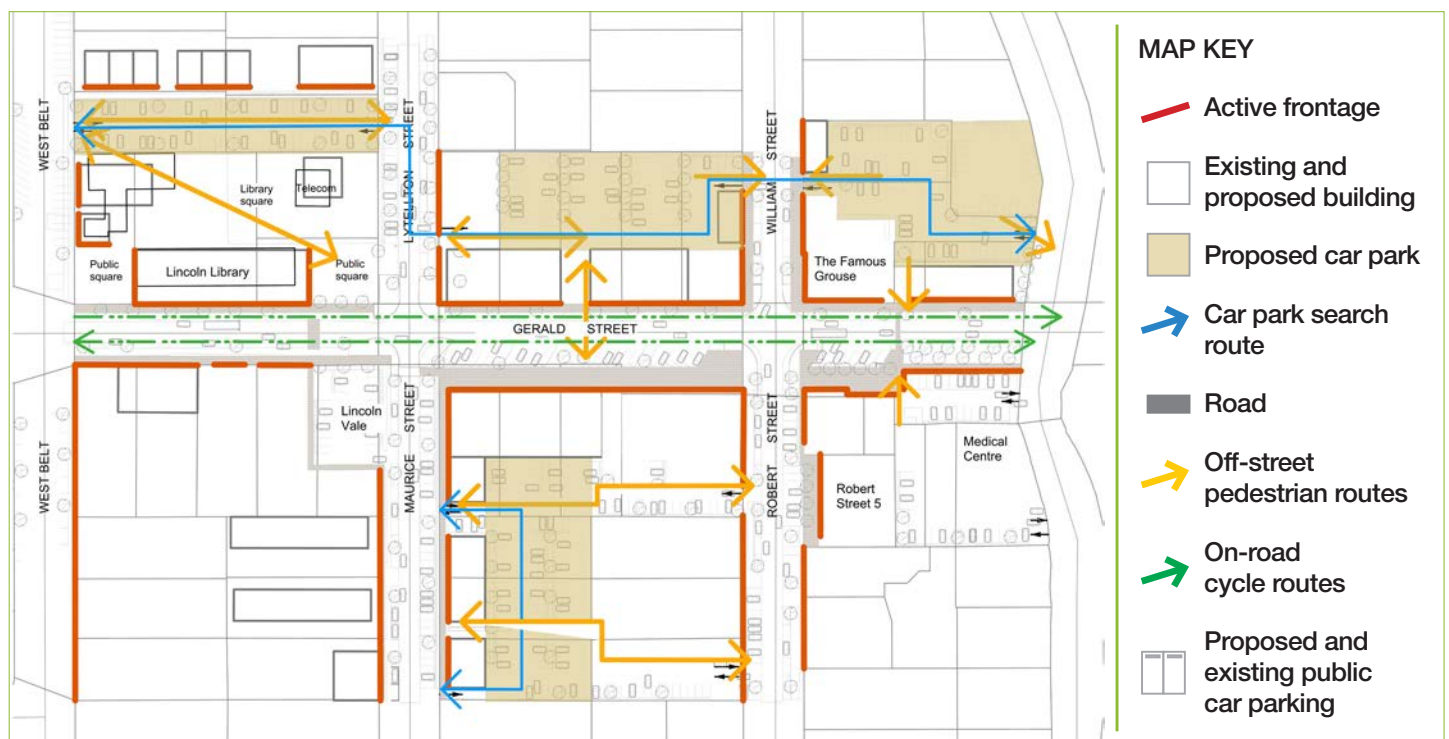 WEST BELT
LYTELLTON STREET
WILLIAM STREET
Library
square
Telecom
Public
square
Lincoln Library
Public
square
The Famous
Grouse
GERALD STREET
WEST BELT
Lincoln
Vale
MAURICE STREET
ROBERT STREET
Robert
Street 5
Medical
Centre
MAP KEY
Active frontage
Existing and
proposed building
Proposed car park
Car park search
route
Road
Off-street
pedestrian routes
On-road
cycle routes
Proposed and
existing public
car parking